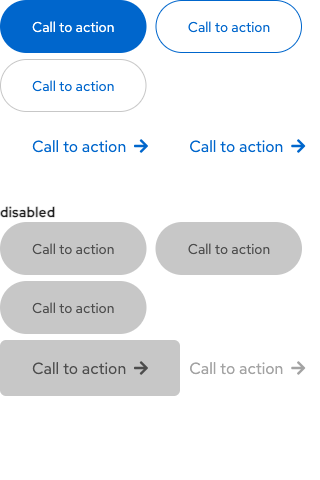 Call to action Call to action
Call to action
Call to action → Call to action →
disabled
Call to action Call to action
Call to action
Call to action → Call to action →